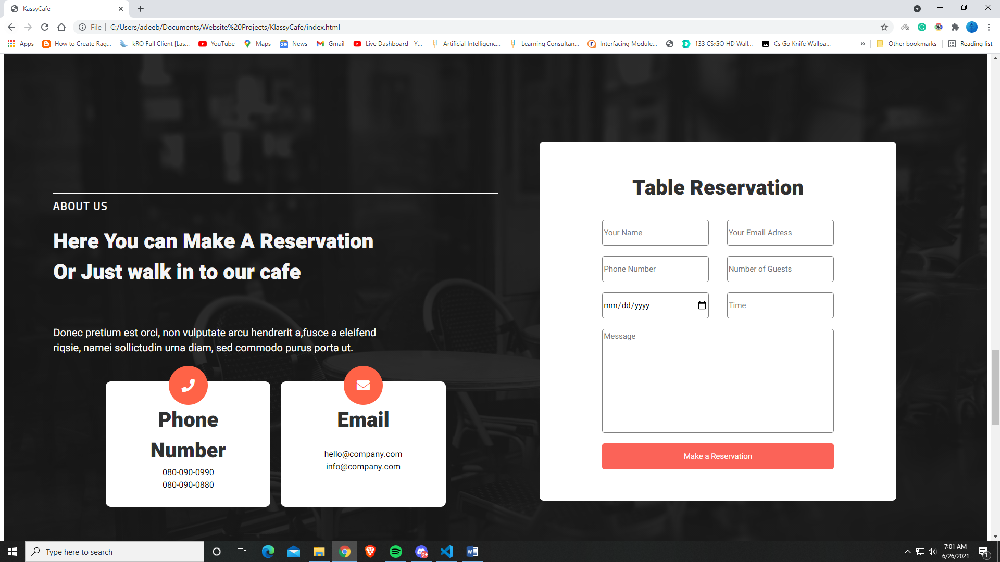 KassyCafe
File
C:/Users/adeeb/Documents/Website%20Projects/KlassyCafe/index.html
Apps
How to Create Rag...
kRO Full Client [Las...
YouTube
Maps
News
Gmail
Live Dashboard - Y...
Artificial Intelligenc...
Learning Consultan...
Interfacing Module...
133 CS:GO HD Wall...
Cs Go Knife Wallpa...
»
Other bookmarks
Reading list
ABOUT US
Here You can Make A Reservation
Or Just walk in to our cafe
Donec pretium est orci, non vulputate arcu hendrerit a,fusce a eleifend
riqsie, namei sollictudin urna diam, sed commodo purus porta ut.
Phone
Number
080-090-0990
080-090-0880
Email
hello@company.com
info@company.com
Table Reservation
Your Name
Your Email Adress
Phone Number
Number of Guests
mm/dd/yyyy
Time
Message
Make a Reservation
Type here to search
9+
7:01 AM
6/26/2021
1